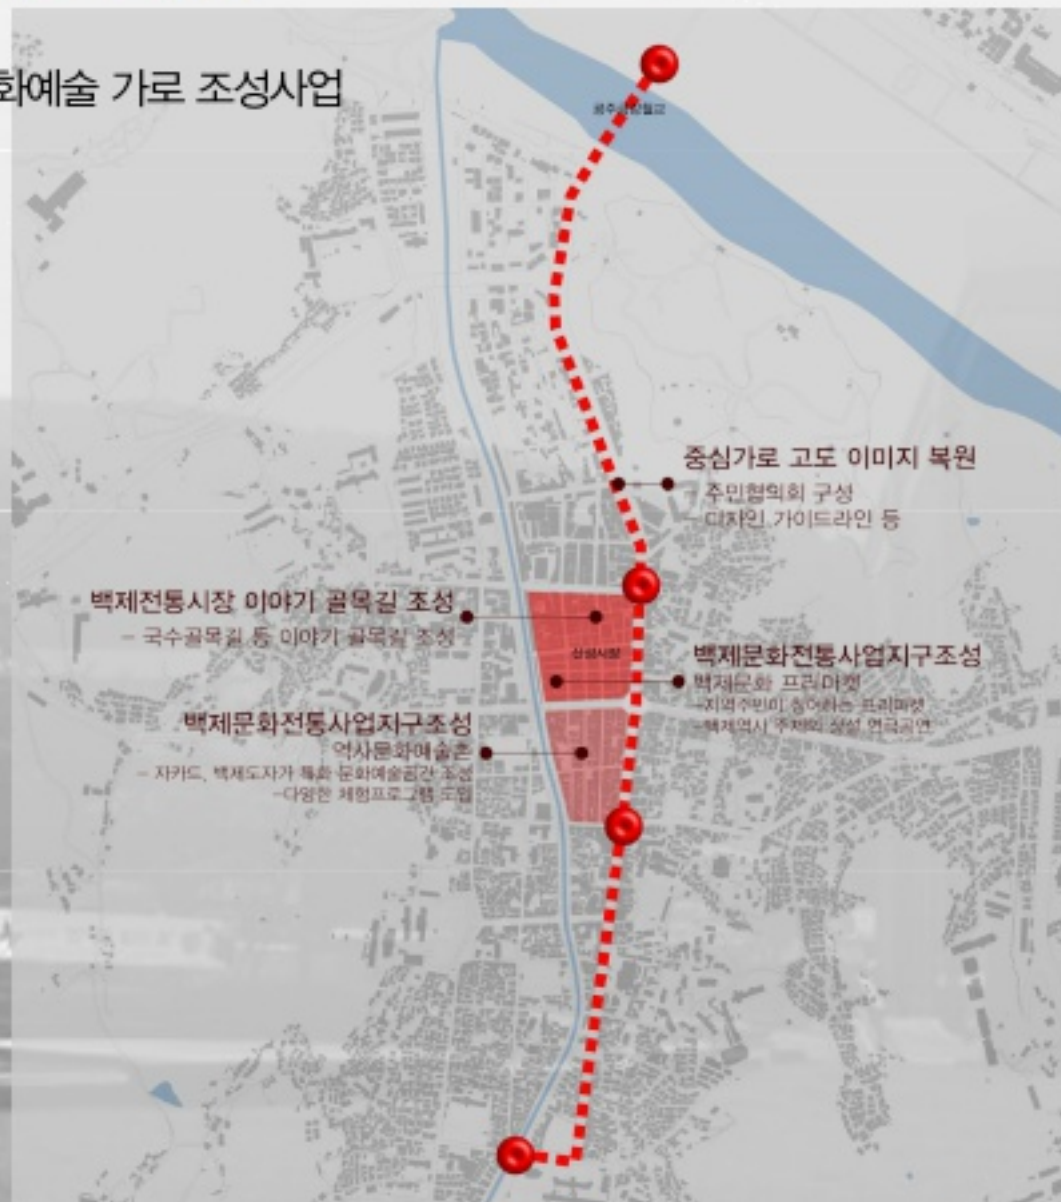 화예술 가로 조성사업
중심가로 고도 이미지 복원
- 주민협의회 구성
- 디자인 가이드라인 등
백제전통시장 이야기 골목길 조성
- 국수골목길 등 이야기 골목길 조성
산성시장
백제문화전통사업지구조성
백제문화 프리마켓
-지역주민이 참여하는 프리마켓
-백제역사 주제의 상설 연극공연
백제문화전통사업지구조성
역사문화예술촌
- 자카드, 백제도자기 특화 문화예술공간 조성
-다양한 체험프로그램 도입